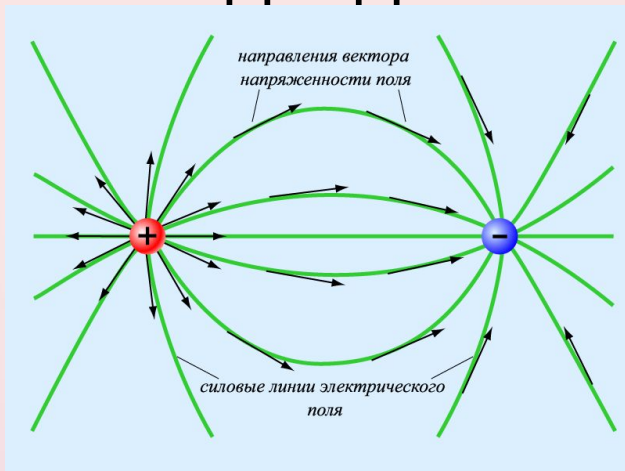 направления вектора
напряженности поля
+
-
силовые линии электрического
поля